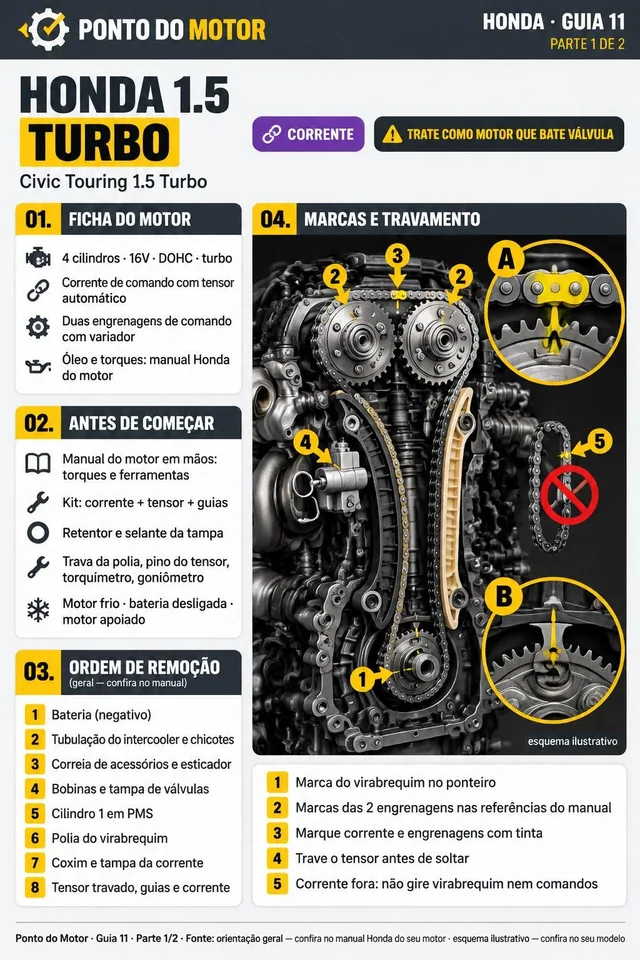 PONTO DO MOTOR
HONDA · GUIA 11
PARTE 1 DE 2
HONDA 1.5
TURBO
Civic Touring 1.5 Turbo
CORRENTE
TRATE COMO MOTOR QUE BATE VÁLVULA
01. FICHA DO MOTOR
4 cilindros · 16V · DOHC · turbo
Corrente de comando com tensor
automático
Duas engrenagens de comando
com variador
Óleo e torques: manual Honda
do motor
02. ANTES DE COMEÇAR
Manual do motor em mãos:
torques e ferramentas
Kit: corrente + tensor + guias
Retentor e selante da tampa
Trava da polia, pino do tensor,
torquímetro, goniômetro
Motor frio · bateria desligada ·
motor apoiado
03. ORDEM DE REMOÇÃO
(geral — confira no manual)
1 Bateria (negativo)
2 Tubulação do intercooler e chicotes
3 Correia de acessórios e esticador
4 Bobinas e tampa de válvulas
5 Cilindro 1 em PMS
6 Polia do virabrequim
7 Coxim e tampa da corrente
8 Tensor travado, guias e corrente
04. MARCAS E TRAVAMENTO
3
2
2
A
4
5
B
1
esquema ilustrativo
1 Marca do virabrequim no ponteiro
2 Marcas das 2 engrenagens nas referências do manual
3 Marque corrente e engrenagens com tinta
4 Trave o tensor antes de soltar
5 Corrente fora: não gire virabrequim nem comandos
Ponto do Motor · Guia 11 · Parte 1/2 · Fonte: orientação geral — confira no manual Honda do seu motor · esquema ilustrativo — confira no seu modelo